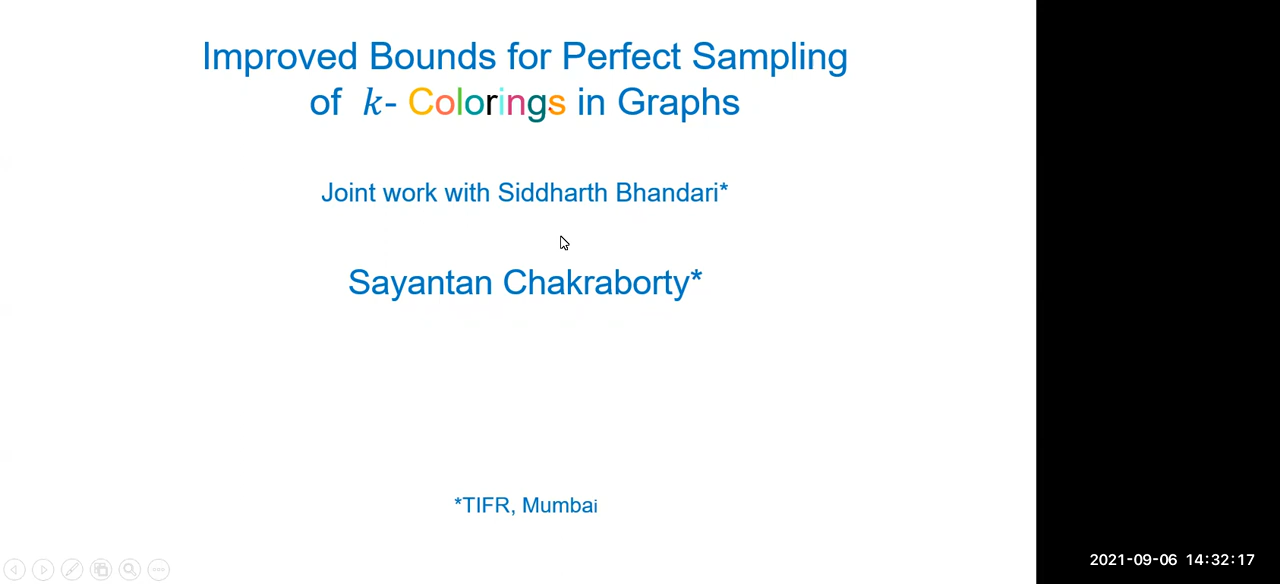 Improved Bounds for Perfect Sampling
of k- Colorings in Graphs
Joint work with Siddharth Bhandari*
Sayantan Chakraborty*
*TIFR, Mumbai
2021-09-06 14:32:17